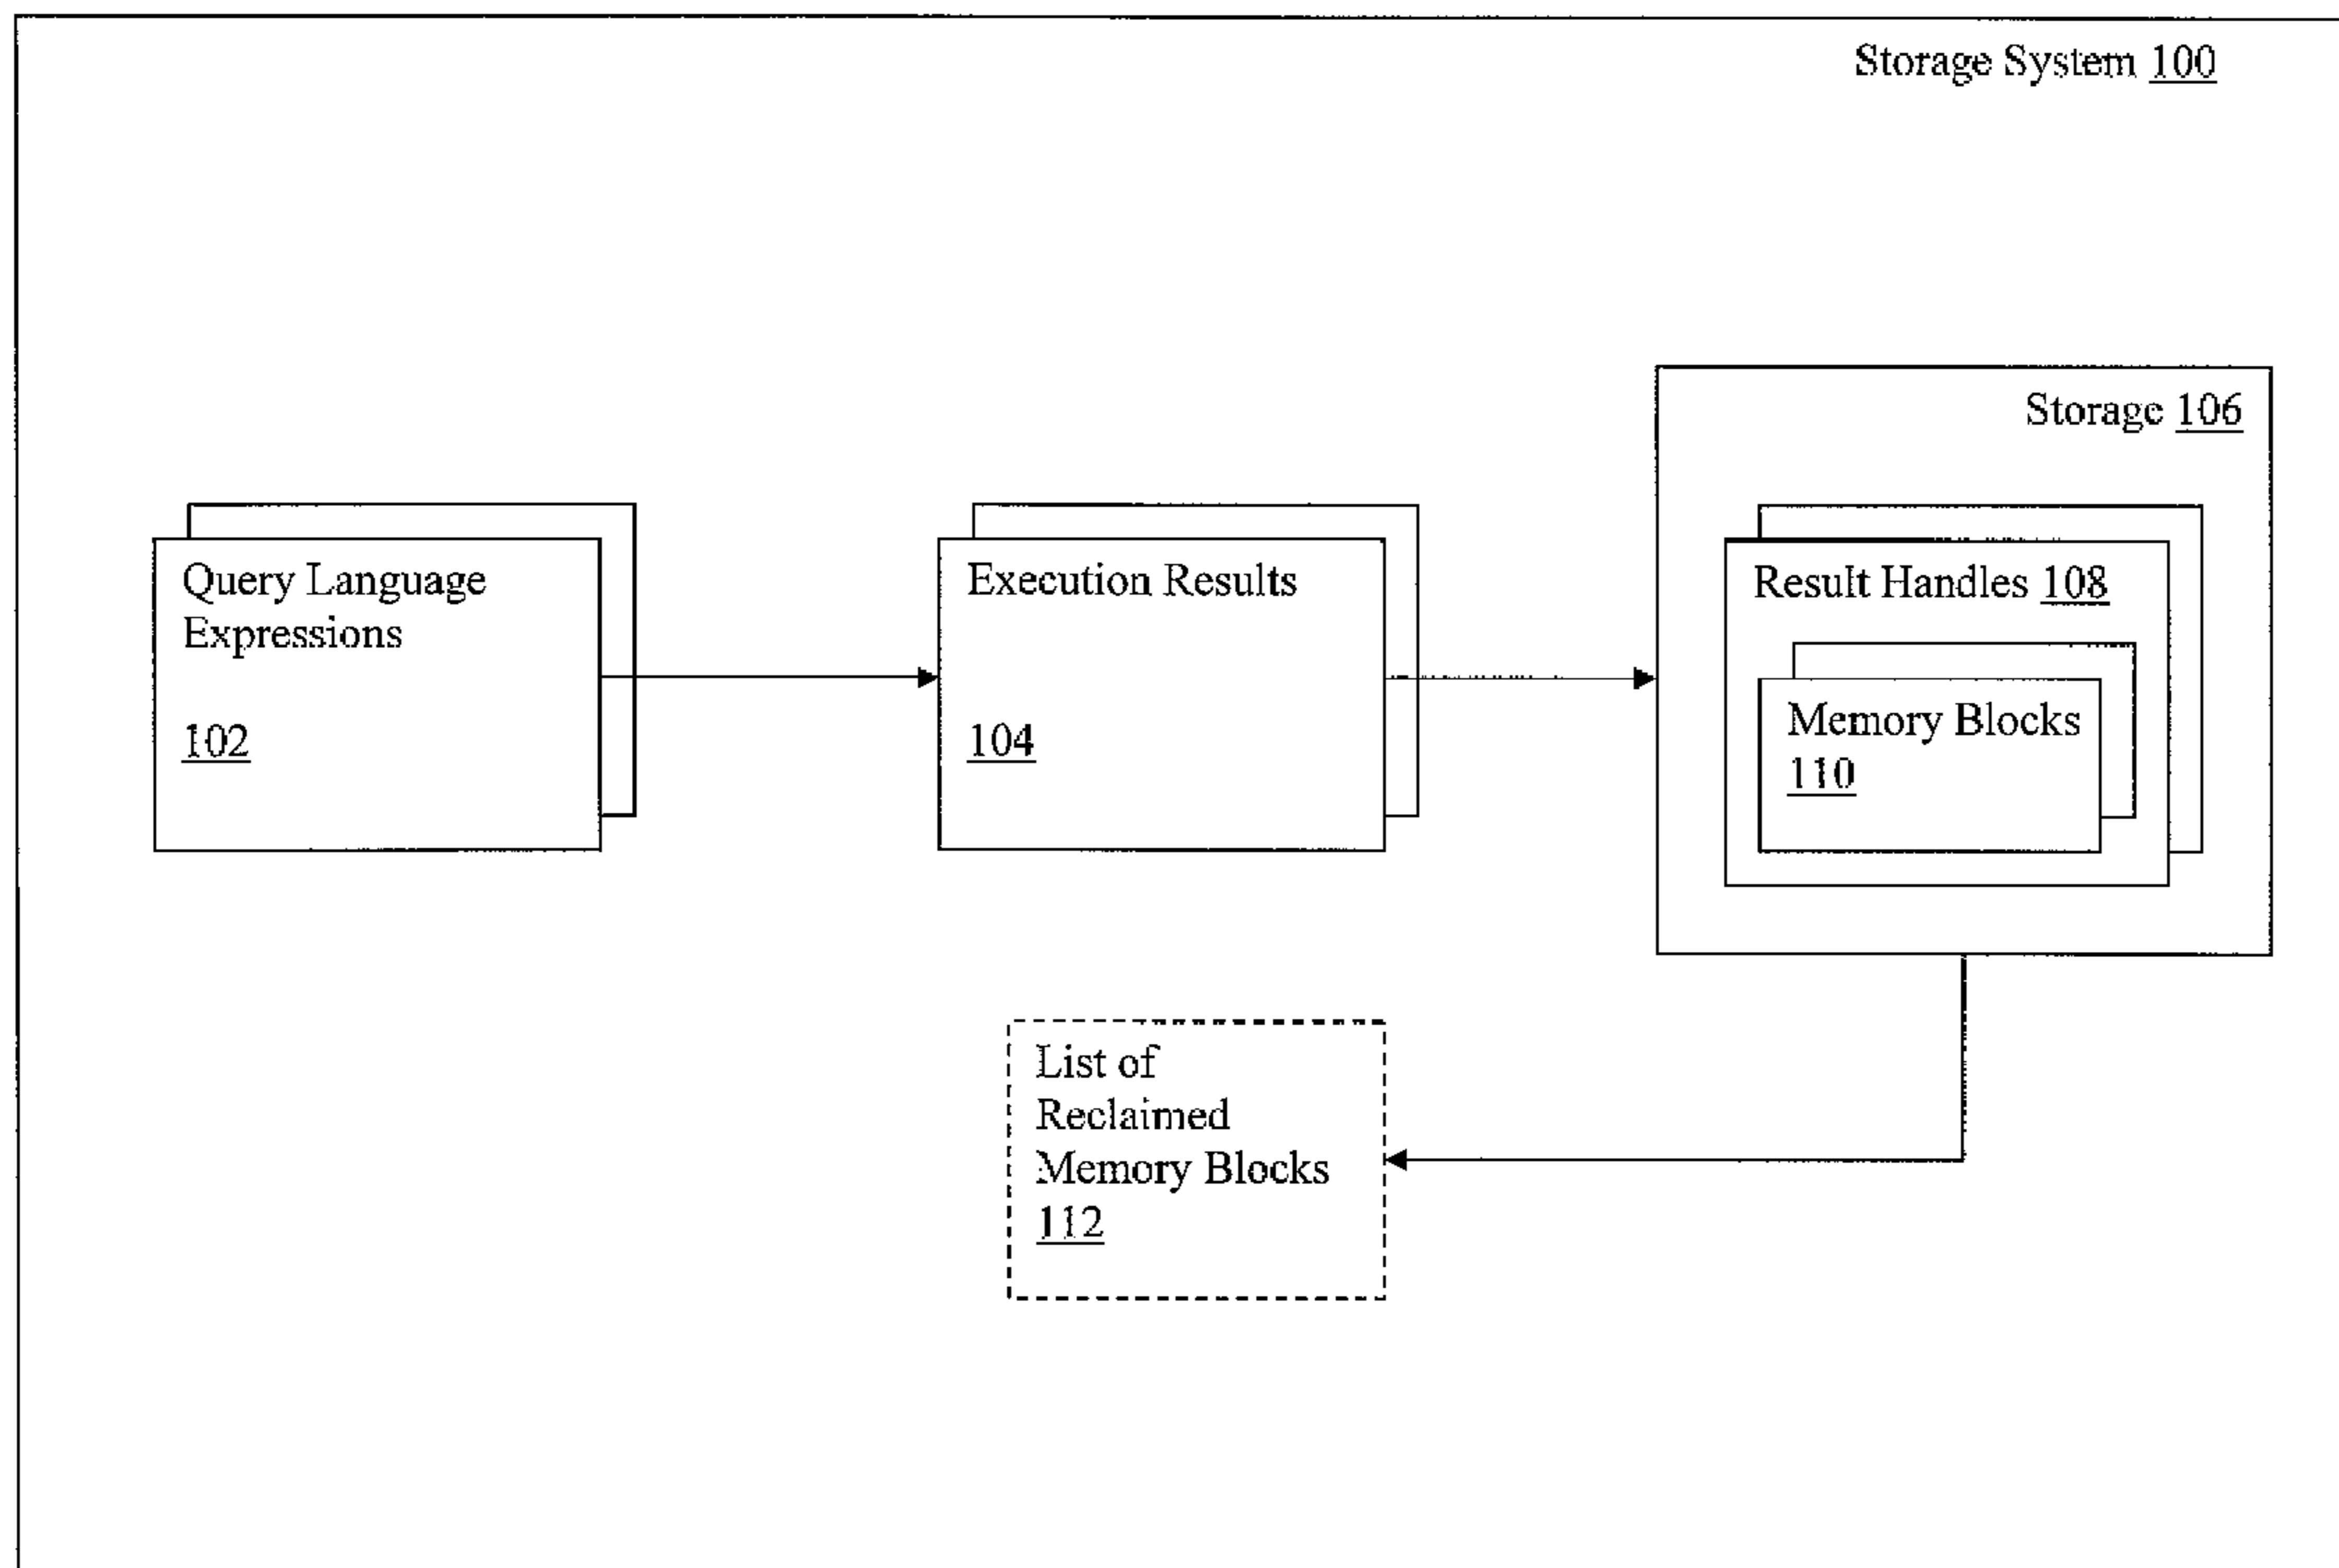 Storage System 100
Storage 106
Query Language
Expressions
102
Execution Results
104
Result Handles 108
Memory Blocks
110
List of
Reclaimed
Memory Blocks
112